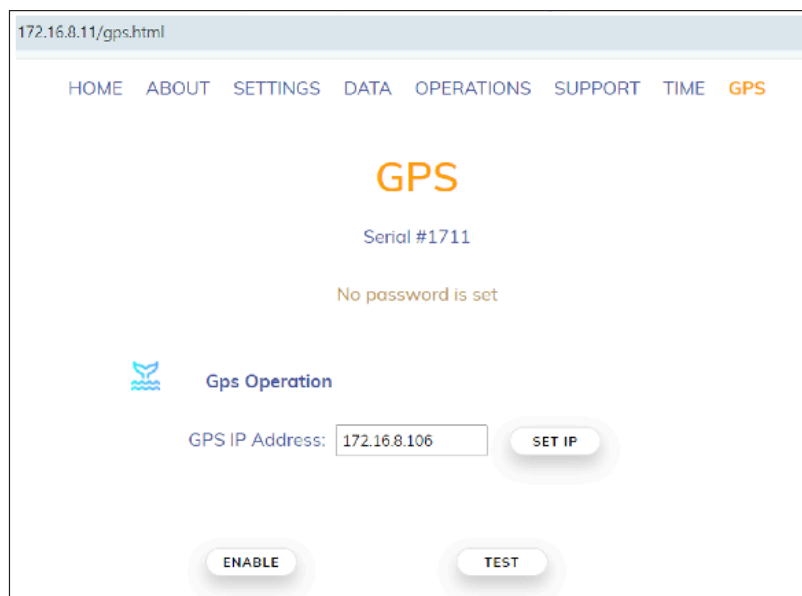 172.16.8.11/gps.html
HOME ABOUT SETTINGS DATA OPERATIONS SUPPORT TIME GPS
GPS
Serial #1711
No password is set
Gps Operation
GPS IP Address: 172.16.8.106 SET IP
ENABLE TEST